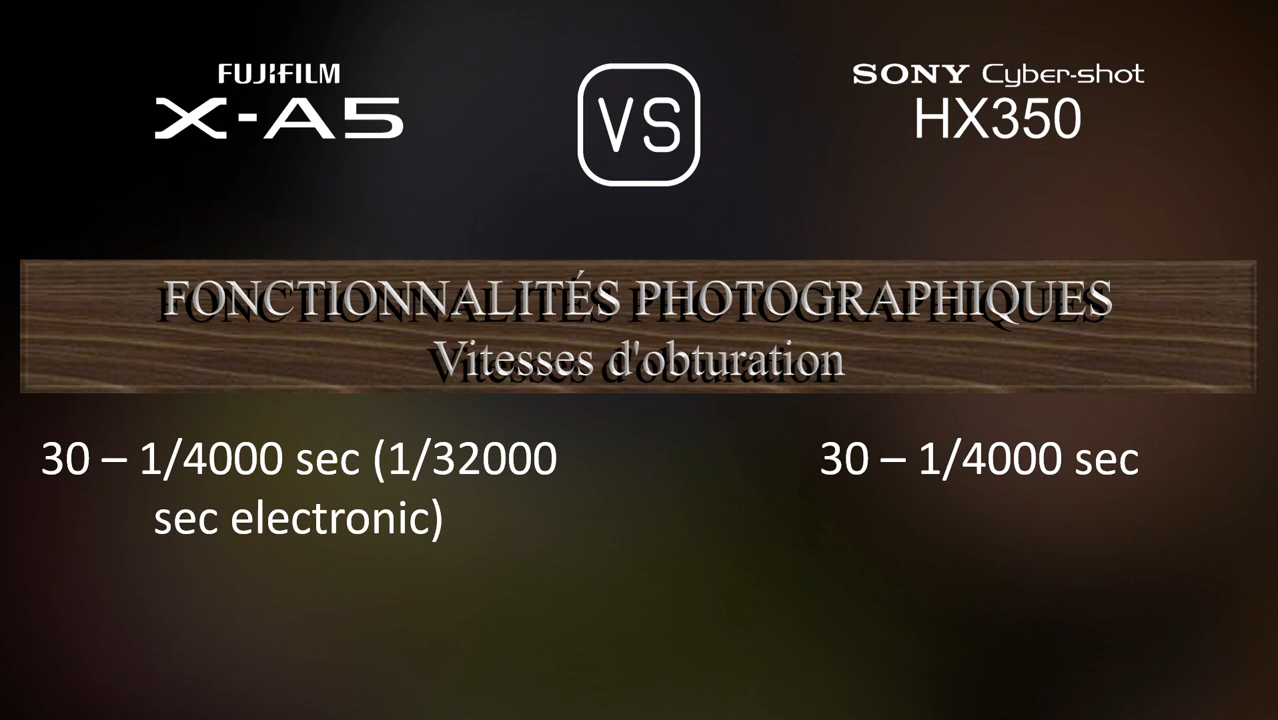 FUJIFILM
X-A5
VS
SONY Cyber-shot
HX350
FONCTIONNALITÉS PHOTOGRAPHIQUES
Vitesses d'obturation
30 – 1/4000 sec (1/32000
sec electronic)
30 – 1/4000 sec